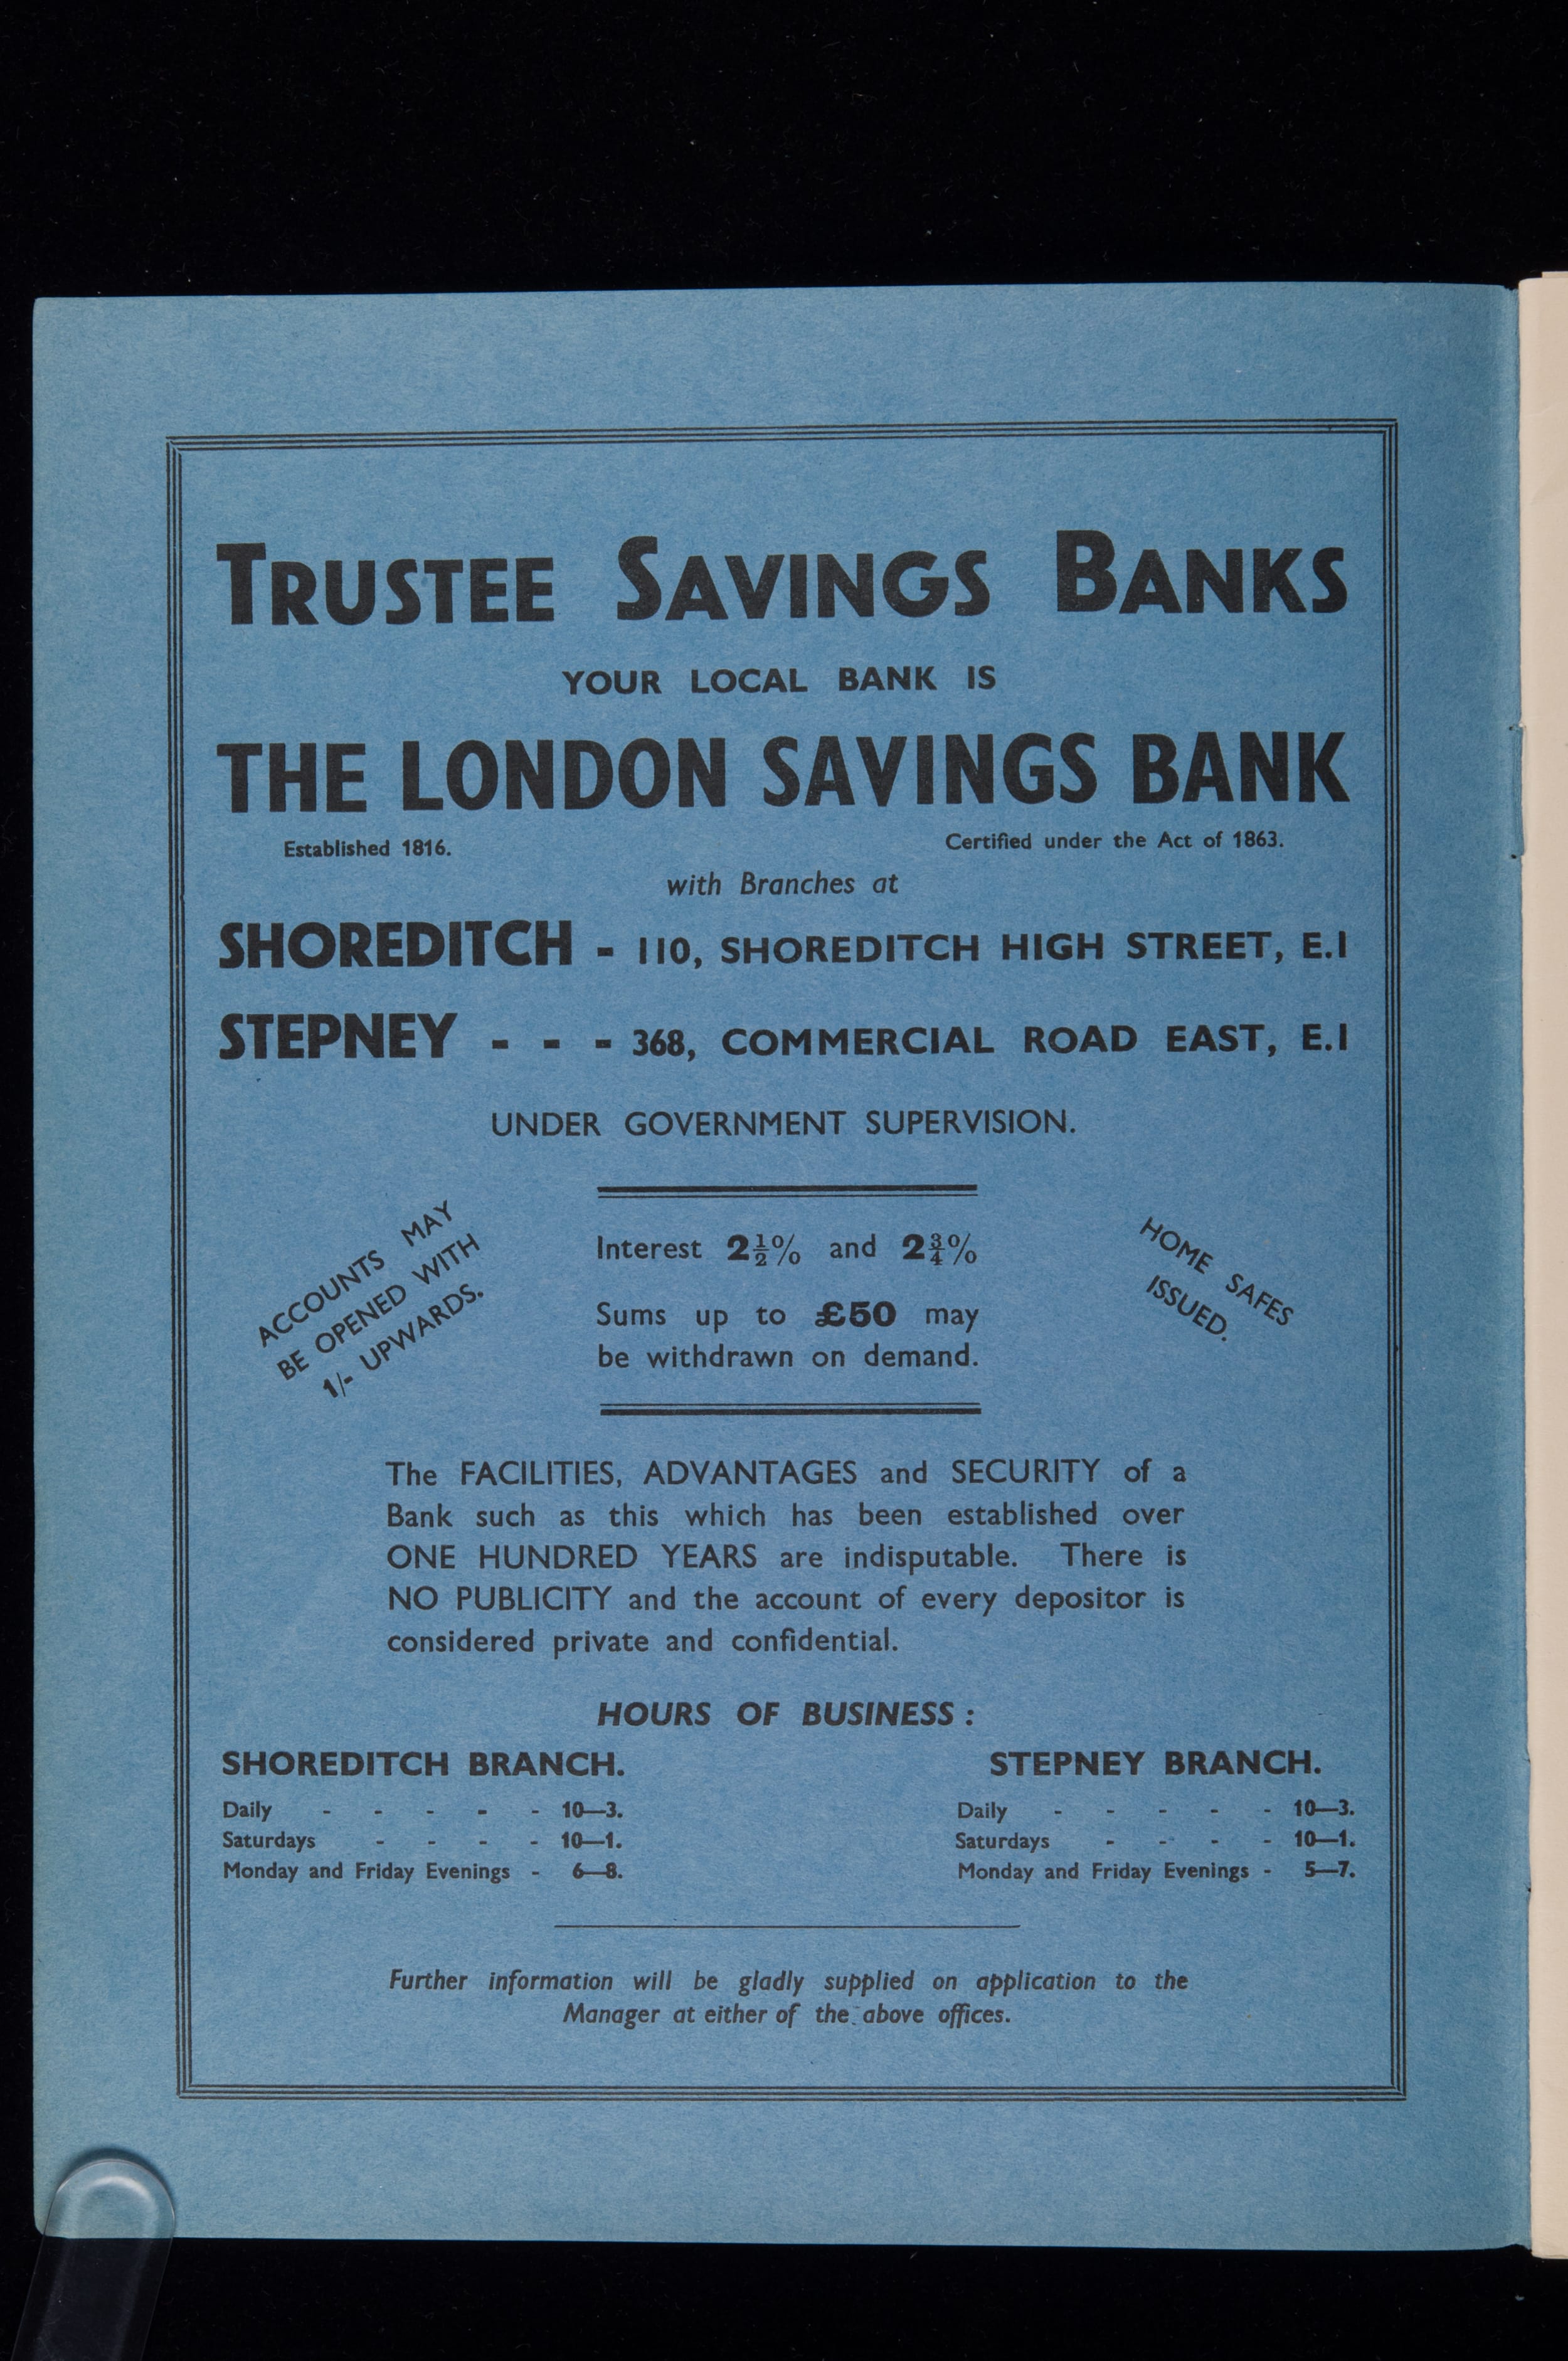 TRUSTEE SAVINGS BANKS
YOUR LOCAL BANK IS
THE LONDON SAVINGS BANK
Established 1816.
Certified under the Act of 1863.
with Branches at
SHOREDITCH - 110, SHOREDITCH HIGH STREET, E.1
STEPNEY - - - 368, COMMERCIAL ROAD EAST, E.1
UNDER GOVERNMENT SUPERVISION.
ACCOUNTS MAY
BE OPENED WITH
1/- UPWARDS.
Interest 2½% and 2¾%
Sums up to £50 may
be withdrawn on demand.
HOME SAFES
ISSUED.
The FACILITIES, ADVANTAGES and SECURITY of a
Bank such as this which has been established over
ONE HUNDRED YEARS are indisputable. There is
NO PUBLICITY and the account of every depositor is
considered private and confidential.
HOURS OF BUSINESS :
SHOREDITCH BRANCH.
Daily - - - - - 10—3.
Saturdays - - - - 10—1.
Monday and Friday Evenings - 6—8.
STEPNEY BRANCH.
Daily - - - - - 10—3.
Saturdays - - - - 10—1.
Monday and Friday Evenings - 5—7.
Further information will be gladly supplied on application to the
Manager at either of the above offices.